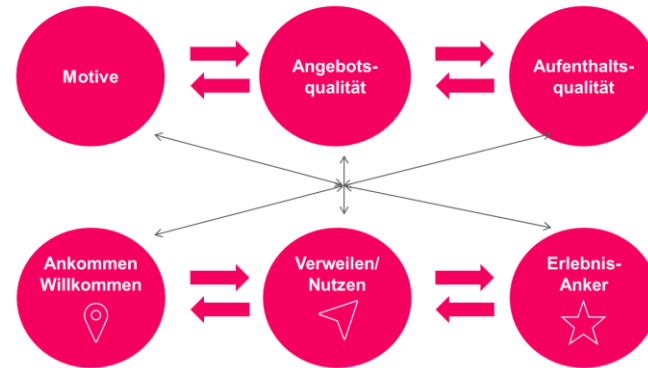 Motive
Angebots-
qualität
Aufenthalts-
qualität
Ankommen
Willkommen
Verweilen/
Nutzen
Erlebnis-
Anker